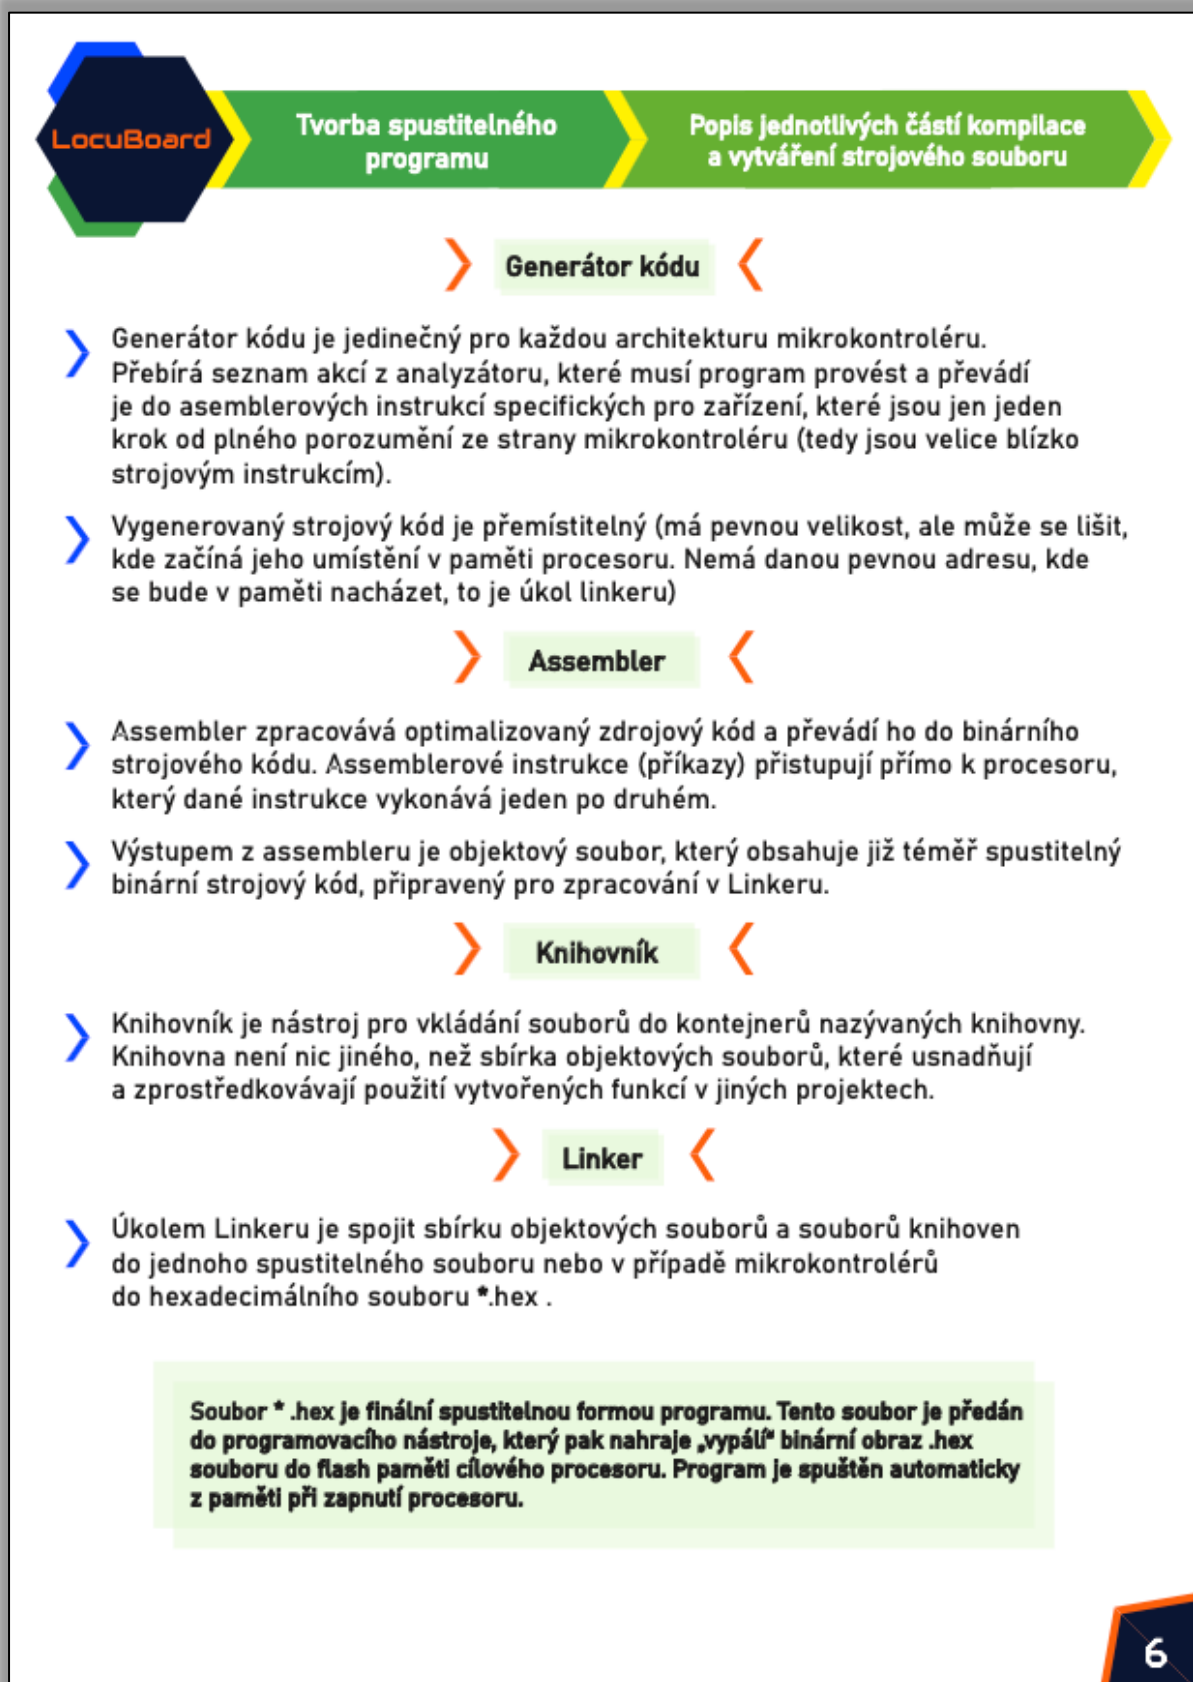 LocuBoard
Tvorba spustitelného
programu
Popis jednotlivých částí kompilace
a vytváření strojového souboru
Generátor kódu
Generátor kódu je jedinečný pro každou architekturu mikrokontroléru.
Přebírá seznam akcí z analyzátoru, které musí program provést a převádí
je do asemblerových instrukcí specifických pro zařízení, které jsou jen jeden
krok od plného porozumění ze strany mikrokontroléru (tedy jsou velice blízko
strojovým instrukcím).
Vygenerovaný strojový kód je přemístitelný (má pevnou velikost, ale může se lišit,
kde začíná jeho umístění v paměti procesoru. Nemá danou pevnou adresu, kde
se bude v paměti nacházet, to je úkol linkeru)
Assembler
Assembler zpracovává optimalizovaný zdrojový kód a převádí ho do binárního
strojového kódu. Assemblerové instrukce (příkazy) přistupují přímo k procesoru,
který dané instrukce vykonává jeden po druhém.
Výstupem z assembleru je objektový soubor, který obsahuje již téměř spustitelný
binární strojový kód, připravený pro zpracování v Linkeru.
Knihovník
Knihovník je nástroj pro vkládání souborů do kontejnerů nazývaných knihovny.
Knihovna není nic jiného, než sbírka objektových souborů, které usnadňují
a zprostředkovávají použití vytvořených funkcí v jiných projektech.
Linker
Úkolem Linkeru je spojit sbírku objektových souborů a souborů knihoven
do jednoho spustitelného souboru nebo v případě mikrokontrolérů
do hexadecimálního souboru *.hex .
Soubor * .hex je finální spustitelnou formou programu. Tento soubor je předán
do programovacího nástroje, který pak nahraje „vypálí“ binární obraz .hex
souboru do flash paměti cílového procesoru. Program je spuštěn automaticky
z paměti při zapnutí procesoru.
6